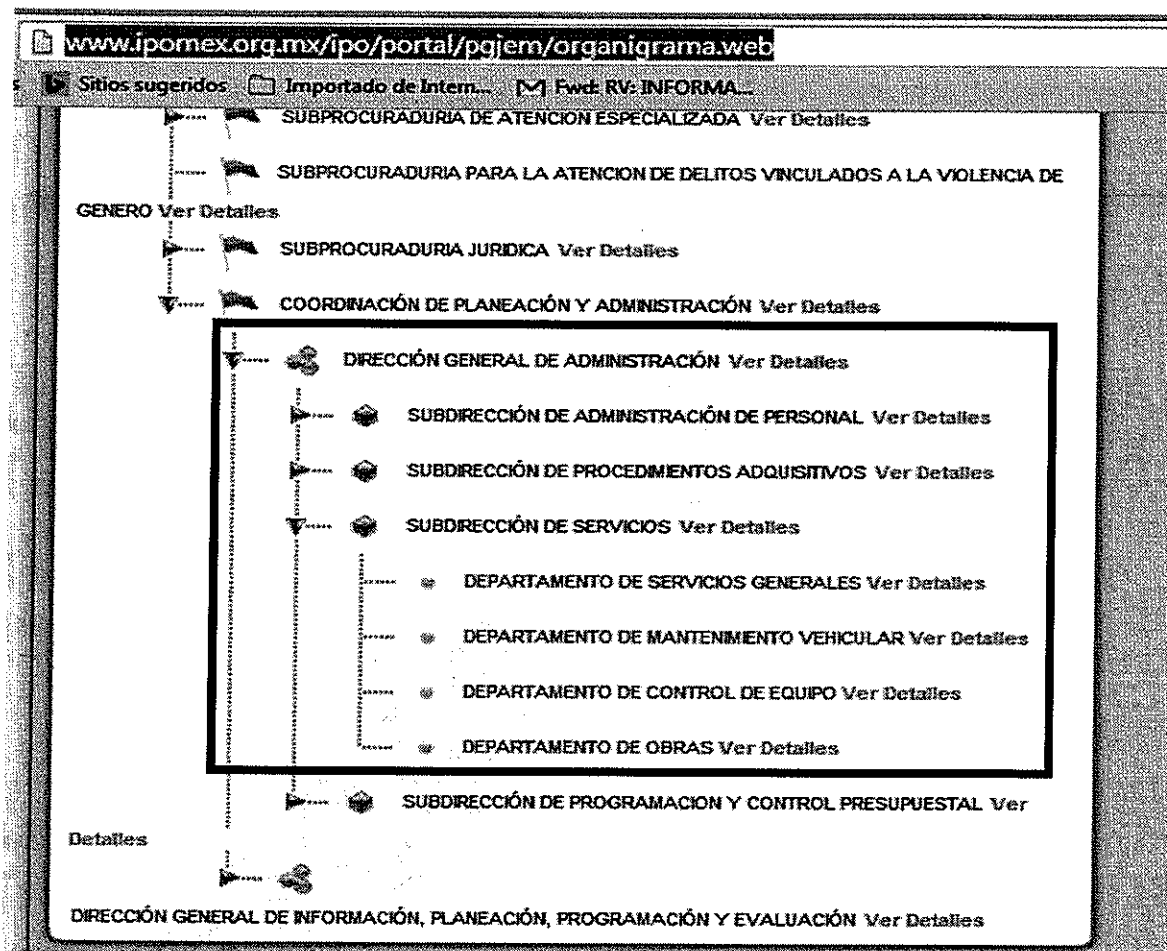 www.ipomex.org.mx/ipo/portal/pgjem/organigrama.web
s Sitios sugeridos Importado de Intern... Fwd: RV: INFORMA...
SUBPROCURADURIA DE ATENCION ESPECIALIZADA Ver Detalles
SUBPROCURADURIA PARA LA ATENCION DE DELITOS VINCULADOS A LA VIOLENCIA DE
GENERO Ver Detalles
SUBPROCURADURIA JURIDICA Ver Detalles
COORDINACIÓN DE PLANEACIÓN Y ADMINISTRACIÓN Ver Detalles
DIRECCIÓN GENERAL DE ADMINISTRACIÓN Ver Detalles
SUBDIRECCIÓN DE ADMINISTRACIÓN DE PERSONAL Ver Detalles
SUBDIRECCIÓN DE PROCEDIMIENTOS ADQUISITIVOS Ver Detalles
SUBDIRECCIÓN DE SERVICIOS Ver Detalles
DEPARTAMENTO DE SERVICIOS GENERALES Ver Detalles
DEPARTAMENTO DE MANTENIMIENTO VEHICULAR Ver Detalles
DEPARTAMENTO DE CONTROL DE EQUIPO Ver Detalles
DEPARTAMENTO DE OBRAS Ver Detalles
SUBDIRECCIÓN DE PROGRAMACION Y CONTROL PRESUPUESTAL Ver
Detalles
DIRECCIÓN GENERAL DE INFORMACIÓN, PLANEACIÓN, PROGRAMACIÓN Y EVALUACIÓN Ver Detalles